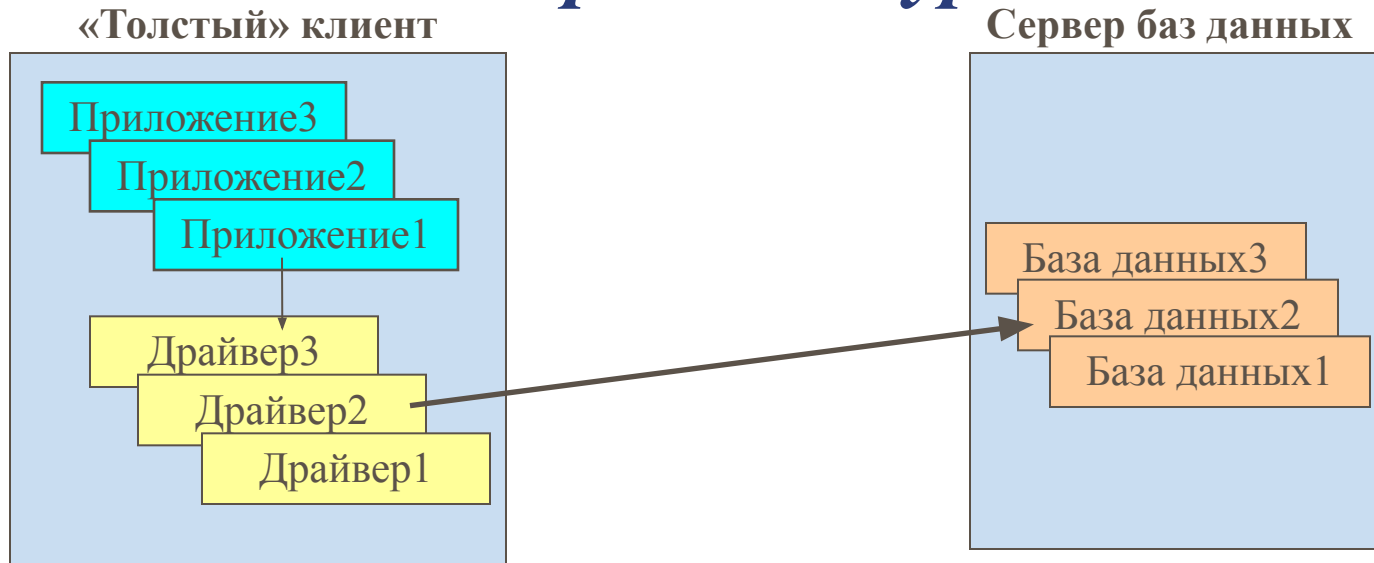 «Толстый» клиент
Сервер баз данных
Приложение3
Приложение2
Приложение1
Драйвер3
Драйвер2
Драйвер1
База данных3
База данных2
База данных1